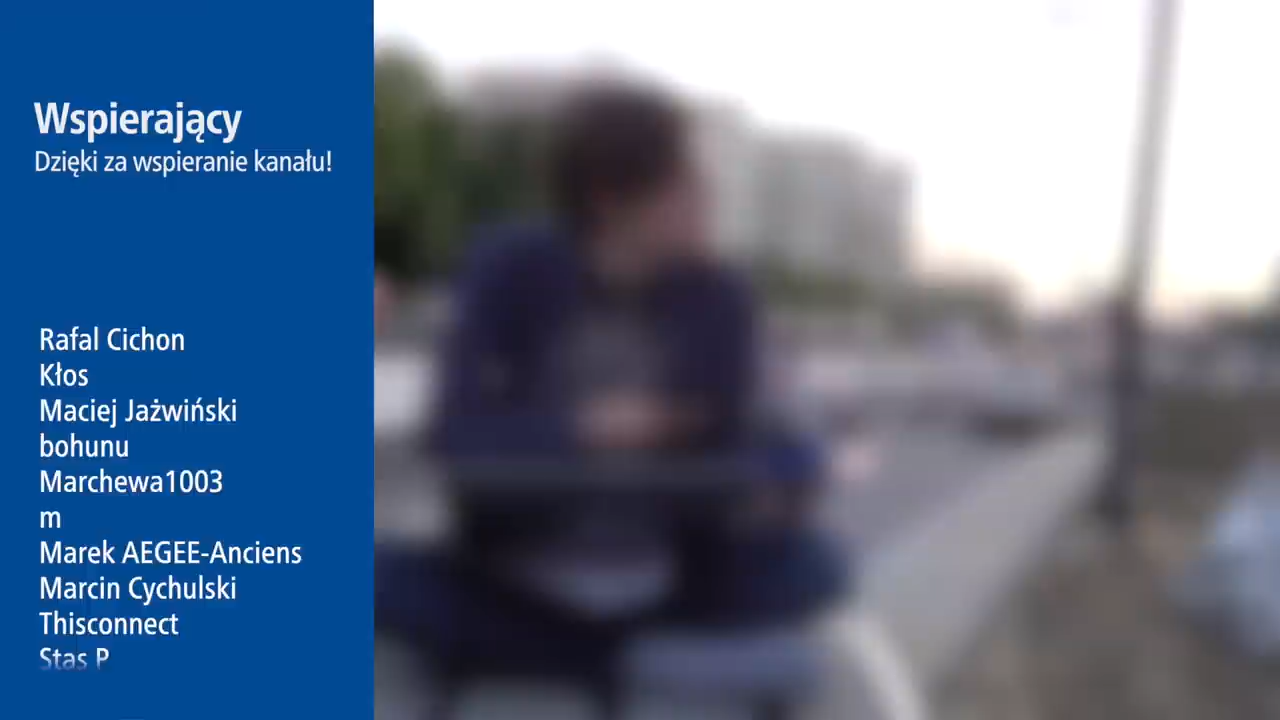 Wspierający
Dzięki za wspieranie kanału!
Rafal Cichon
Kłos
Maciej Jażwiński
bohunu
Marchewa1003
m
Marek AEGEE-Anciens
Marcin Cychulski
Thisconnect
Stas P